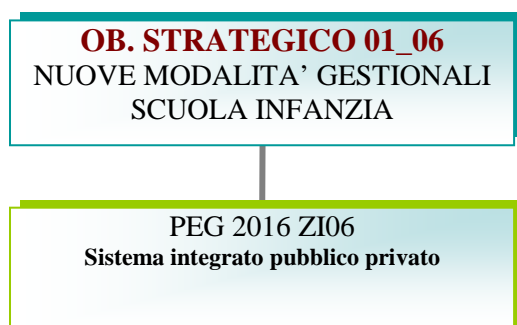 OB. STRATEGICO 01_06
NUOVE MODALITA’ GESTIONALI
SCUOLA INFANZIA
PEG 2016 ZI06
Sistema integrato pubblico privato